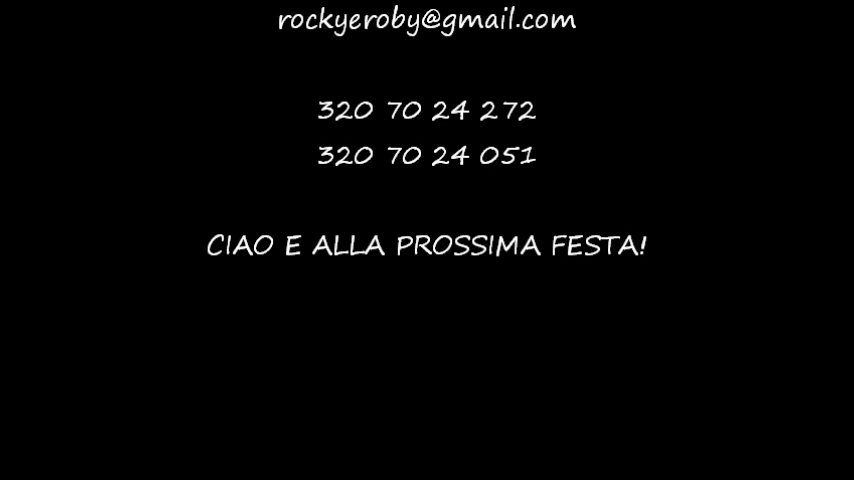 rockyeroby@gmail.com
320 70 24 272
320 70 24 051
CIAO E ALLA PROSSIMA FESTA!